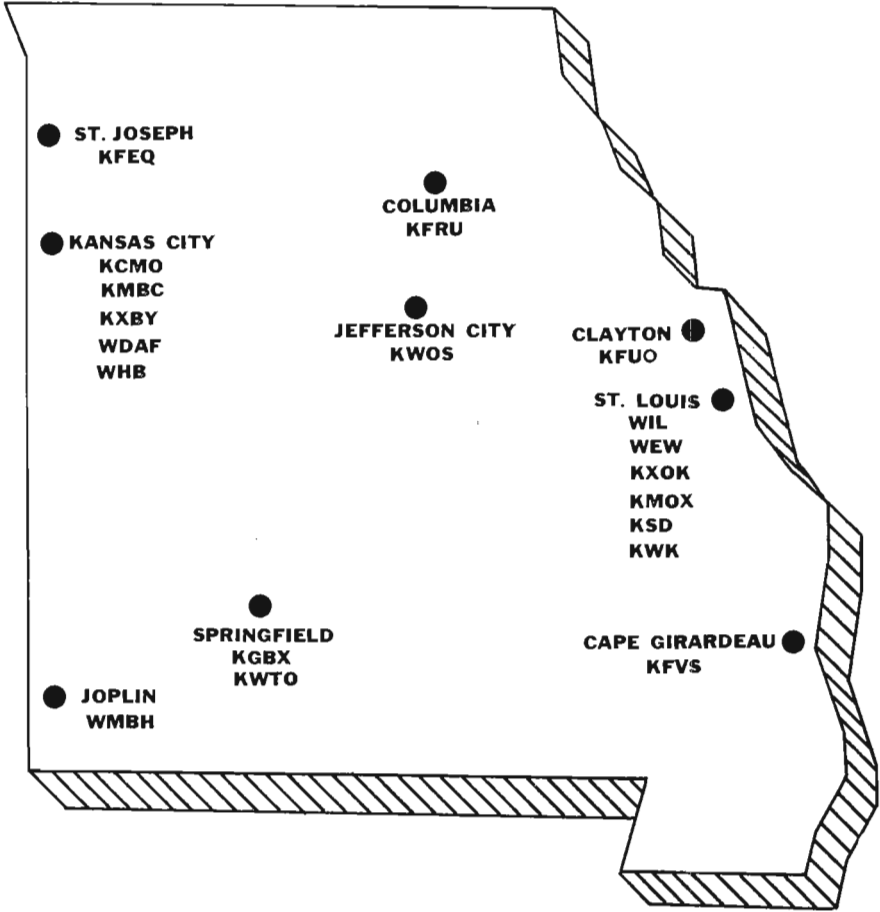 ST. JOSEPH
KFEQ
COLUMBIA
KFRU
KANSAS CITY
KCMO
KMBC
KXBY
WDAF
WHB
JEFFERSON CITY
KWOS
CLAYTON
KFUO
ST. LOUIS
WIL
WEW
KXOK
KMOX
KSD
KWK
SPRINGFIELD
KGBX
KWTO
CAPE GIRARDEAU
KFVS
JOPLIN
WMBH